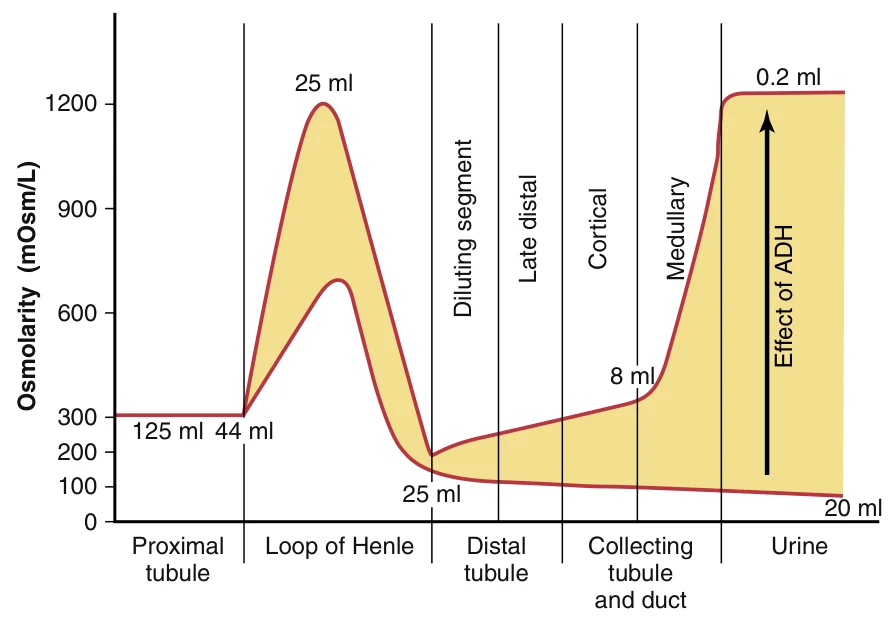 Osmolarity (mOsm/L)
1200
900
600
300
200
100
0
25 ml
125 ml
44 ml
25 ml
8 ml
0.2 ml
20 ml
Diluting segment
Late distal
Cortical
Medullary
Effect of ADH
Proximal
tubule
Loop of Henle
Distal
tubule
Collecting
tubule
and duct
Urine